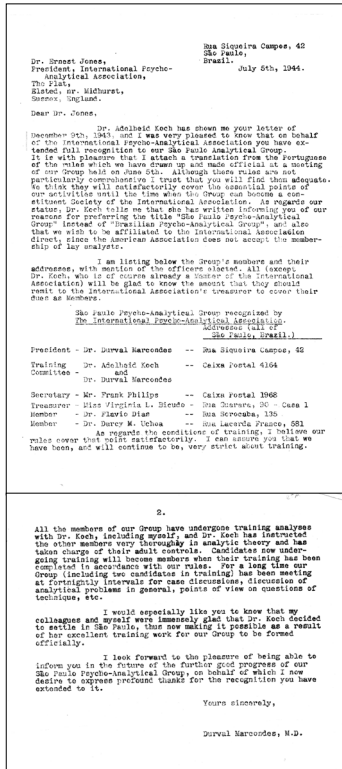 Rua Siqueira Campos, 42
São Paulo,
Brazil.
July 5th, 1944.
Dr. Ernest Jones,
President, International Psycho-
Analytical Association,
The Plat,
Elsted, nr. Midhurst,
Sussex, England.
Dear Dr. Jones,
Dr. Adelheid Koch has shown me your letter of
December 9th, 1943, and I was very pleased to know that on behalf
of the International Psycho-Analytical Association you have ex-
tended full recognition to our São Paulo Analytical Group.
It is with pleasure that I attach a translation from the Portuguese
of the rules which we have drawn up and made official at a meeting
of our Group held on June 5th. Although these rules are not
particularly comprehensive I trust that you will find them adequate.
We think they will satisfactorily cover the essential points of
our activities until the time when the Group can become a con-
stituent Society of the International Association. As regards our
status, Dr. Koch tells me that she has written informing you of our
reasons for preferring the title "São Paulo Psycho-Analytical
Group" instead of "Brazilian Psycho-Analytical Group", and also
that we wish to be affiliated to the International Association
direct, since the American Association does not accept the member-
ship of lay analysts.
I am listing below the Group's members and their
addresses, with mention of the officers elected. All (except
Dr. Koch, who is of course already a Member of the International
Association) will be glad to know the amount that they should
remit to the International Association's treasurer to cover their
dues as Members.
São Paulo Psycho-Analytical Group recognized by
The International Psycho-Analytical Association.
Addresses (all of
São Paulo, Brazil.)
President - Dr. Durval Marcondes -- Rua Siqueira Campos, 42
Training Dr. Adelheid Koch -- Caixa Postal 4164
Committee - and
Dr. Durval Marcondes
Secretary - Mr. Frank Philips -- Caixa Postal 1968
Treasurer - Miss Virginia L. Bicudo - Rua Guarara, 90 - Casa 1
Member - Dr. Flavio Dias -- Rua Sorocaba, 135
Member - Dr. Darcy M. Uchoa -- Rua Lacerda Franco, 581
As regards the conditions of training, I believe our
rules cover that point satisfactorily. I can assure you that we
have been, and will continue to be, very strict about training.
2.
All the members of our Group have undergone training analyses
with Dr. Koch, including myself, and Dr. Koch has instructed
the other members very thoroughly in analytic theory and has
taken charge of their adult controls. Candidates now under-
going training will become members when their training has been
completed in accordance with our rules. For a long time our
Group (including two candidates in training) has been meeting
at fortnightly intervals for case discussions, discussion of
analytical problems in general, points of view on questions of
technique, etc.
I would especially like you to know that my
colleagues and myself were immensely glad that Dr. Koch decided
to settle in São Paulo, thus now making it possible as a result
of her excellent training work for our Group to be formed
officially.
I look forward to the pleasure of being able to
inform you in the future of the further good progress of our
São Paulo Psycho-Analytical Group, on behalf of which I now
desire to express profound thanks for the recognition you have
extended to it.
Yours sincerely,
Durval Marcondes, M.D.